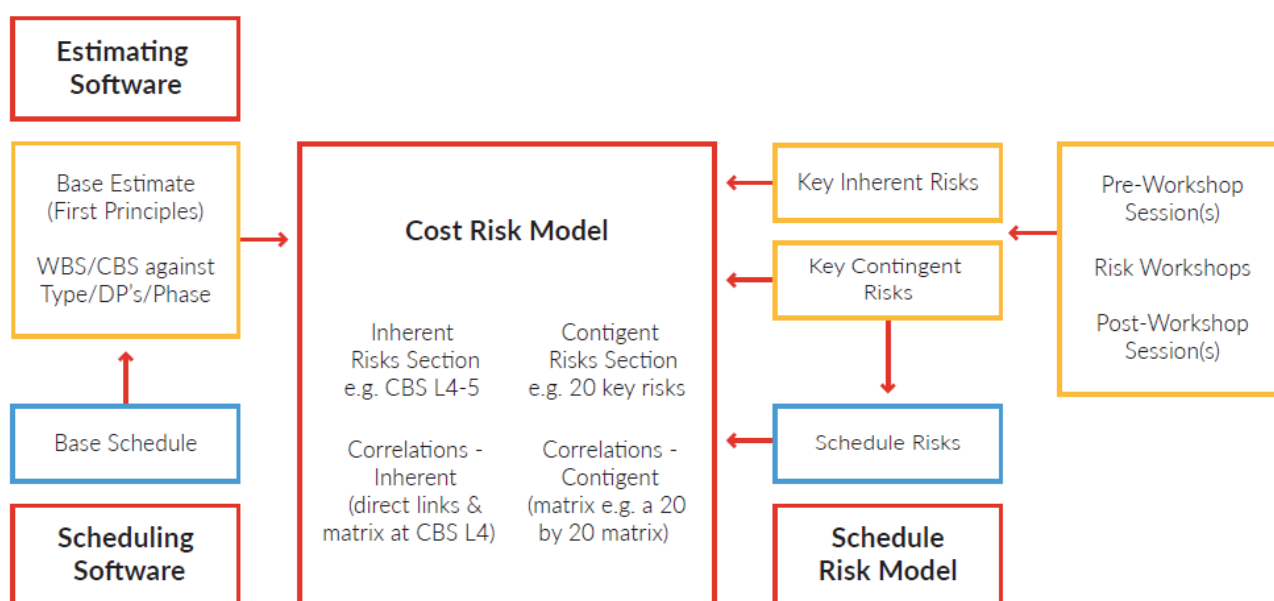 Estimating
Software
Base Estimate
(First Principles)
WBS/CBS against
Type/DP's/Phase
Base Schedule
Scheduling
Software
Cost Risk Model
Inherent
Risks Section
e.g. CBS L4-5
Contigent
Risks Section
e.g. 20 key risks
Correlations -
Inherent
(direct links &
matrix at CBS L4)
Correlations -
Contigent
(matrix e.g. a 20
by 20 matrix)
Key Inherent Risks
Key Contingent
Risks
Schedule Risks
Schedule
Risk Model
Pre-Workshop
Session(s)
Risk Workshops
Post-Workshop
Session(s)